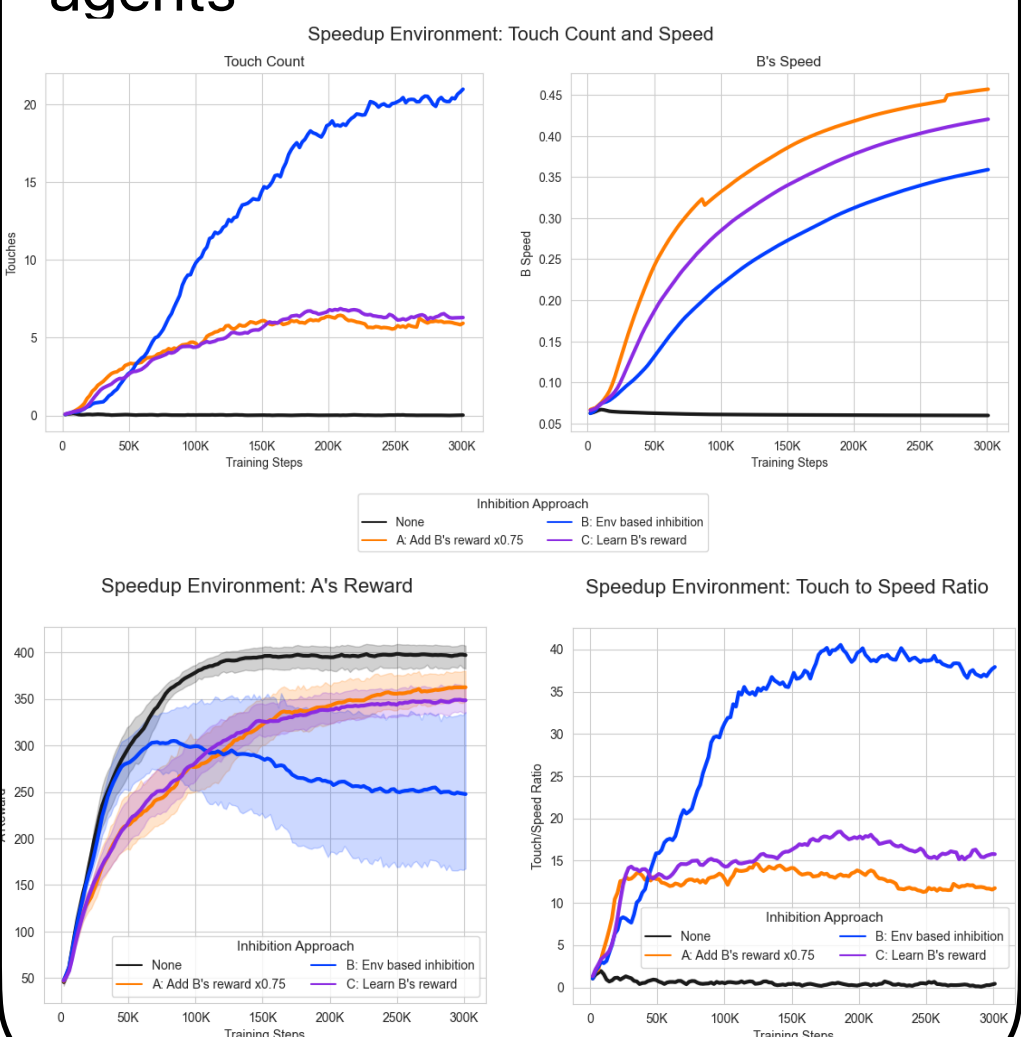 agents
Speedup Environment: Touch Count and Speed
Touch Count
B's Speed
Touches
20
15
10
5
0
0 50K 100K 150K 200K 250K 300K
Training Steps
B Speed
0.45
0.40
0.35
0.30
0.25
0.20
0.15
0.10
0.05
0 50K 100K 150K 200K 250K 300K
Training Steps
Inhibition Approach
None
B: Env based inhibition
A: Add B's reward x0.75
C: Learn B's reward
Speedup Environment: A's Reward
Speedup Environment: Touch to Speed Ratio
400
350
300
250
200
150
100
50
Inhibition Approach
None
B: Env based inhibition
A: Add B's reward x0.75
C: Learn B's reward
0 50K 100K 150K 200K 250K 300K
Training Steps
Touch/Speed Ratio
40
35
30
25
20
15
10
5
0
Inhibition Approach
None
B: Env based inhibition
A: Add B's reward x0.75
C: Learn B's reward
0 50K 100K 150K 200K 250K 300K
Training Steps